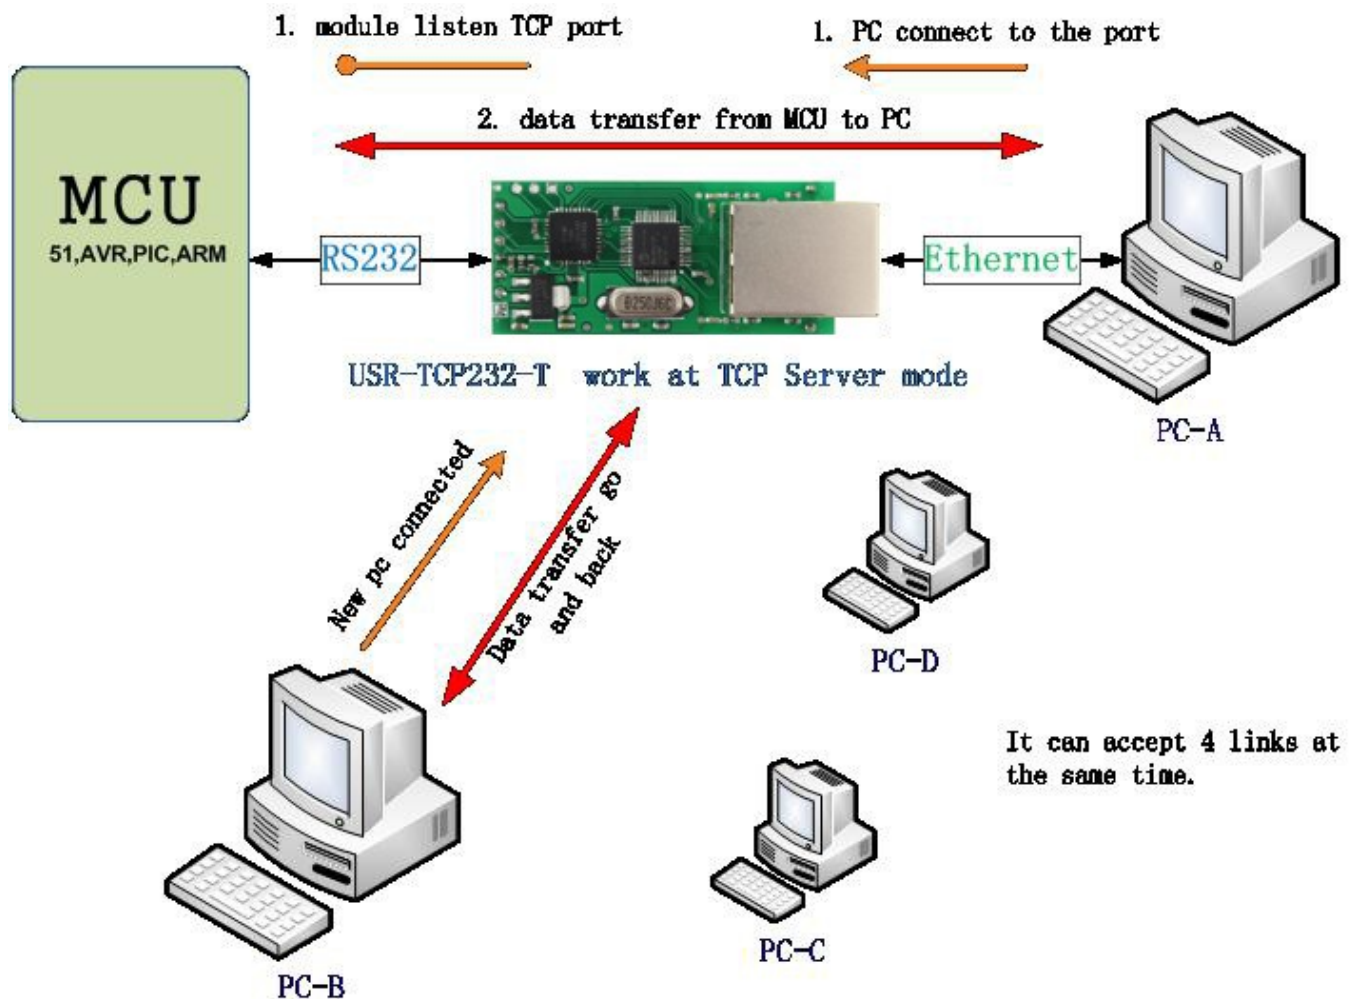 1. module listen TCP port
1. PC connect to the port
2. data transfer from MCU to PC
MCU
51,AVR,PIC,ARM
RS232
Ethernet
USR-TCP232-T work at TCP Server mode
PC-A
New pc connected
Data transfer go
and back
PC-D
It can accept 4 links at
the same time.
PC-B
PC-C